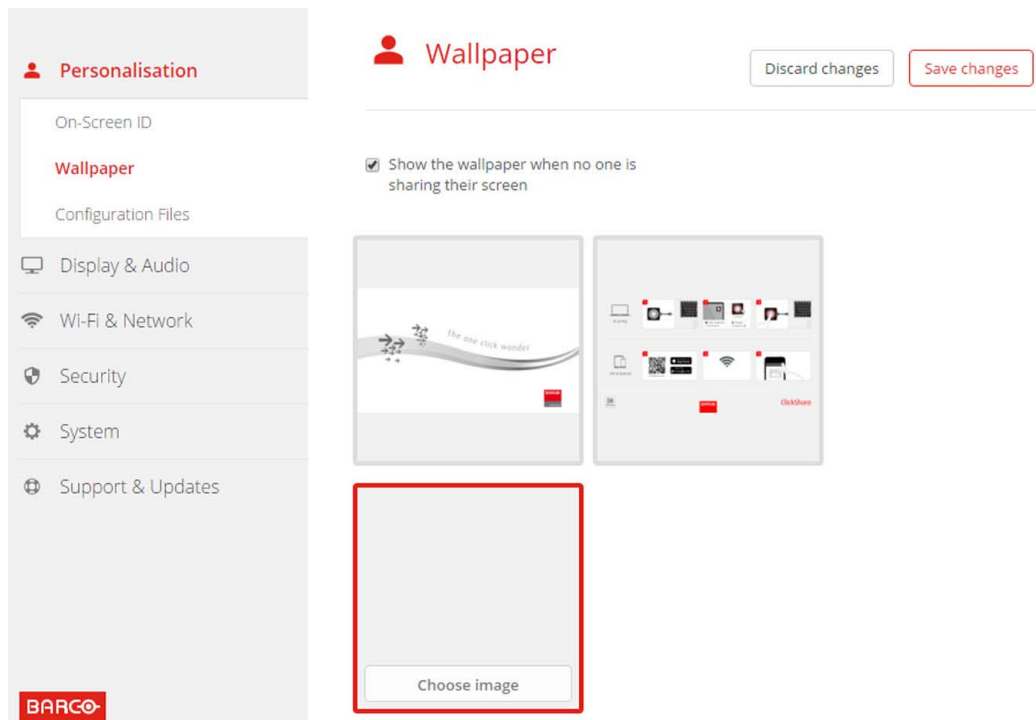 Personalisation
On-Screen ID
Wallpaper
Configuration Files
Display & Audio
Wi-Fi & Network
Security
System
Support & Updates
BARCO
Wallpaper
Discard changes
Save changes
Show the wallpaper when no one is
sharing their screen
the one click wonder
ClickShare
Choose image